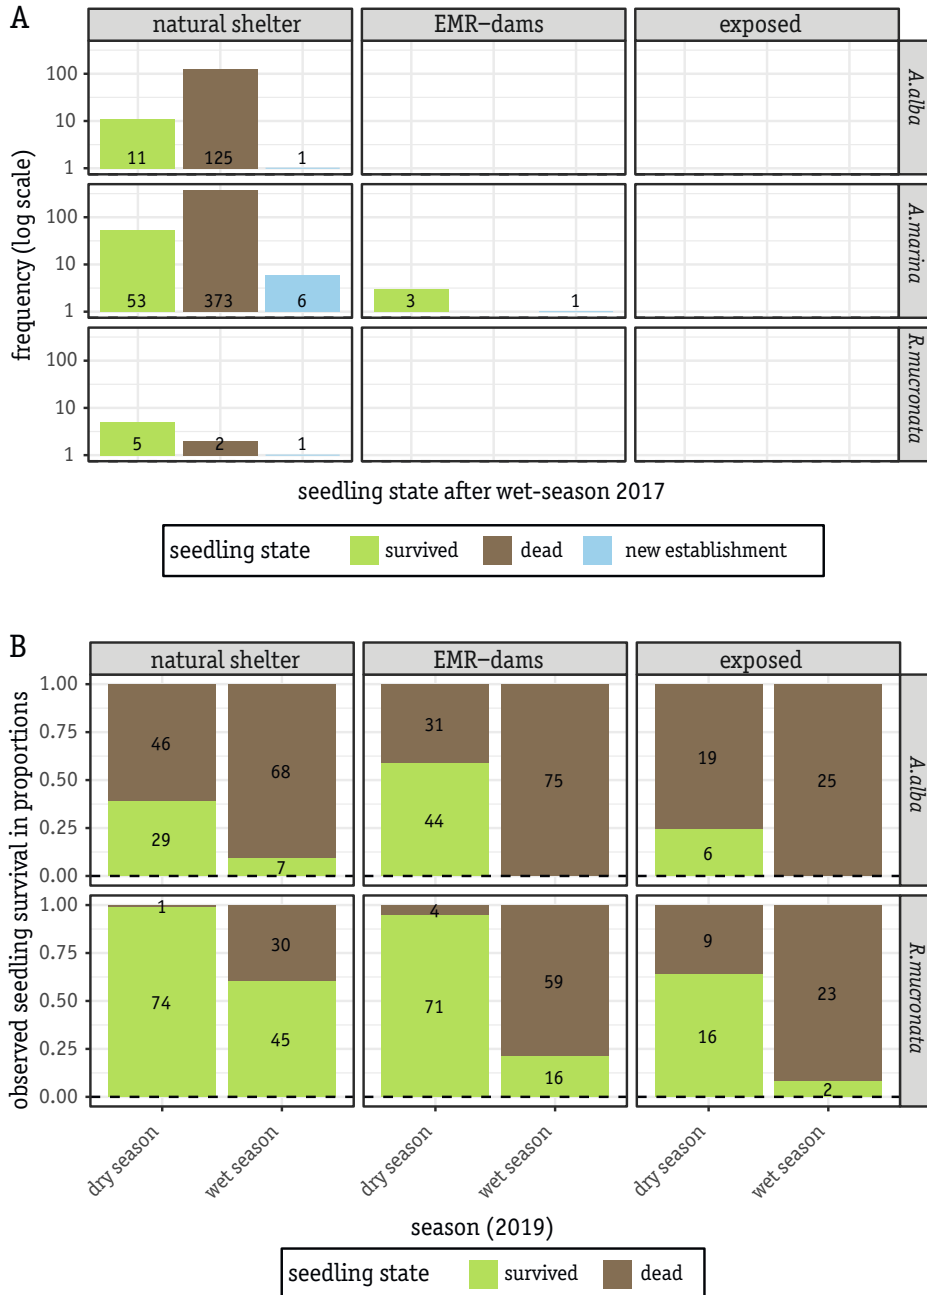 A
natural shelter
EMR–dams
exposed
frequency (log scale)
100
10
1
11
125
1
A.alba
100
10
1
53
373
6
3
1
A.marina
100
10
1
5
2
1
R.mucronata
seedling state after wet-season 2017
seedling state
survived
dead
new establishment
B
natural shelter
EMR–dams
exposed
observed seedling survival in proportions
1.00
0.75
0.50
0.25
0.00
46
29
68
7
31
44
75
19
6
25
A.alba
1.00
0.75
0.50
0.25
0.00
1
74
30
45
4
71
59
16
9
16
23
2
R.mucronata
dry season
wet season
dry season
wet season
dry season
wet season
season (2019)
seedling state
survived
dead